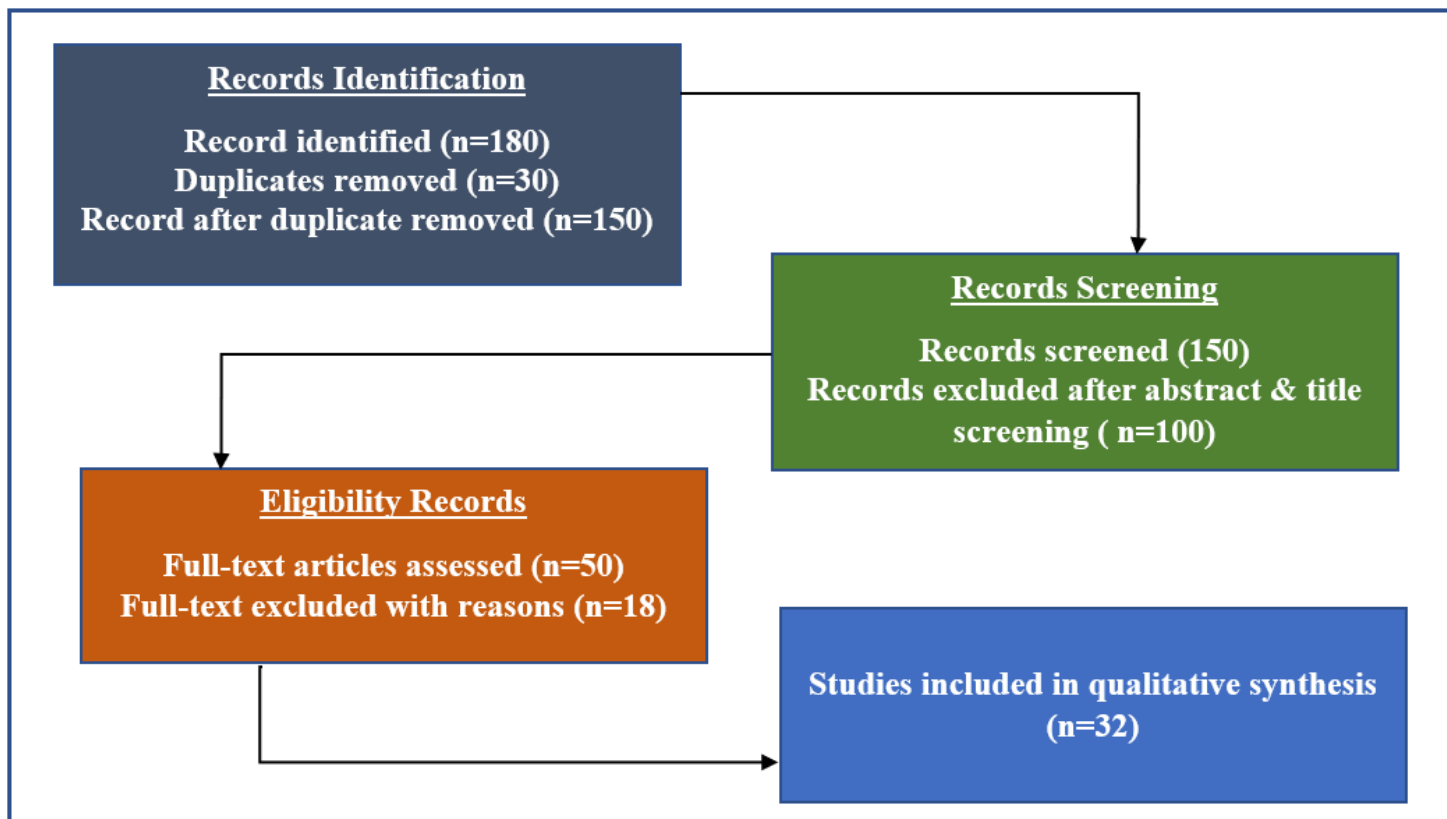 Records Identification
Record identified (n=180)
Duplicates removed (n=30)
Record after duplicate removed (n=150)
Records Screening
Records screened (150)
Records excluded after abstract & title
screening ( n=100)
Eligibility Records
Full-text articles assessed (n=50)
Full-text excluded with reasons (n=18)
Studies included in qualitative synthesis
(n=32)